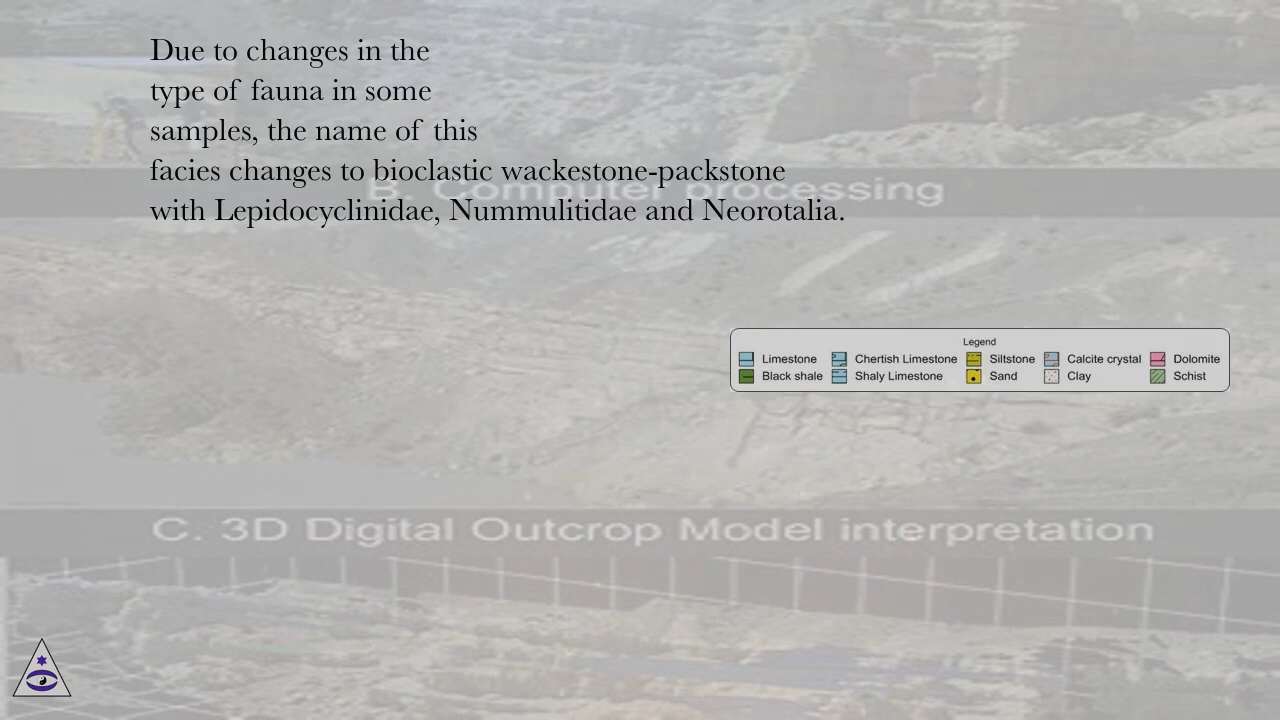 Due to changes in the
type of fauna in some
samples, the name of this
facies changes to bioclastic wackestone-packstone
B. Computer processing
with Lepidocyclinidae, Nummulitidae and Neorotalia.
Legend
Limestone Chertish Limestone Siltstone Calcite crystal Dolomite
Black shale Shaly Limestone Sand Clay Schist
C. 3D Digital Outcrop Model interpretation